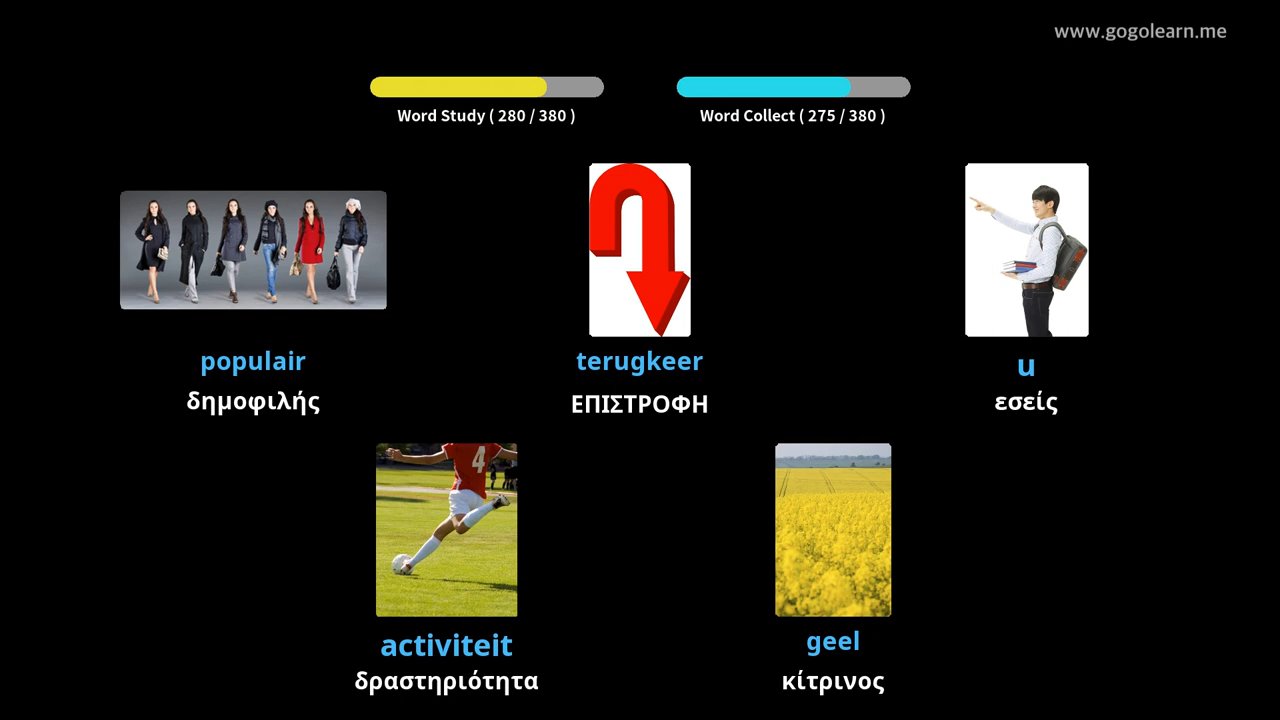 www.gogolearn.me
Word Study ( 280 / 380 )
Word Collect ( 275 / 380 )
populair
terugkeer
u
δημοφιλής
ΕΠΙΣΤΡΟΦΗ
εσείς
4
activiteit
geel
δραστηριότητα
κίτρινος